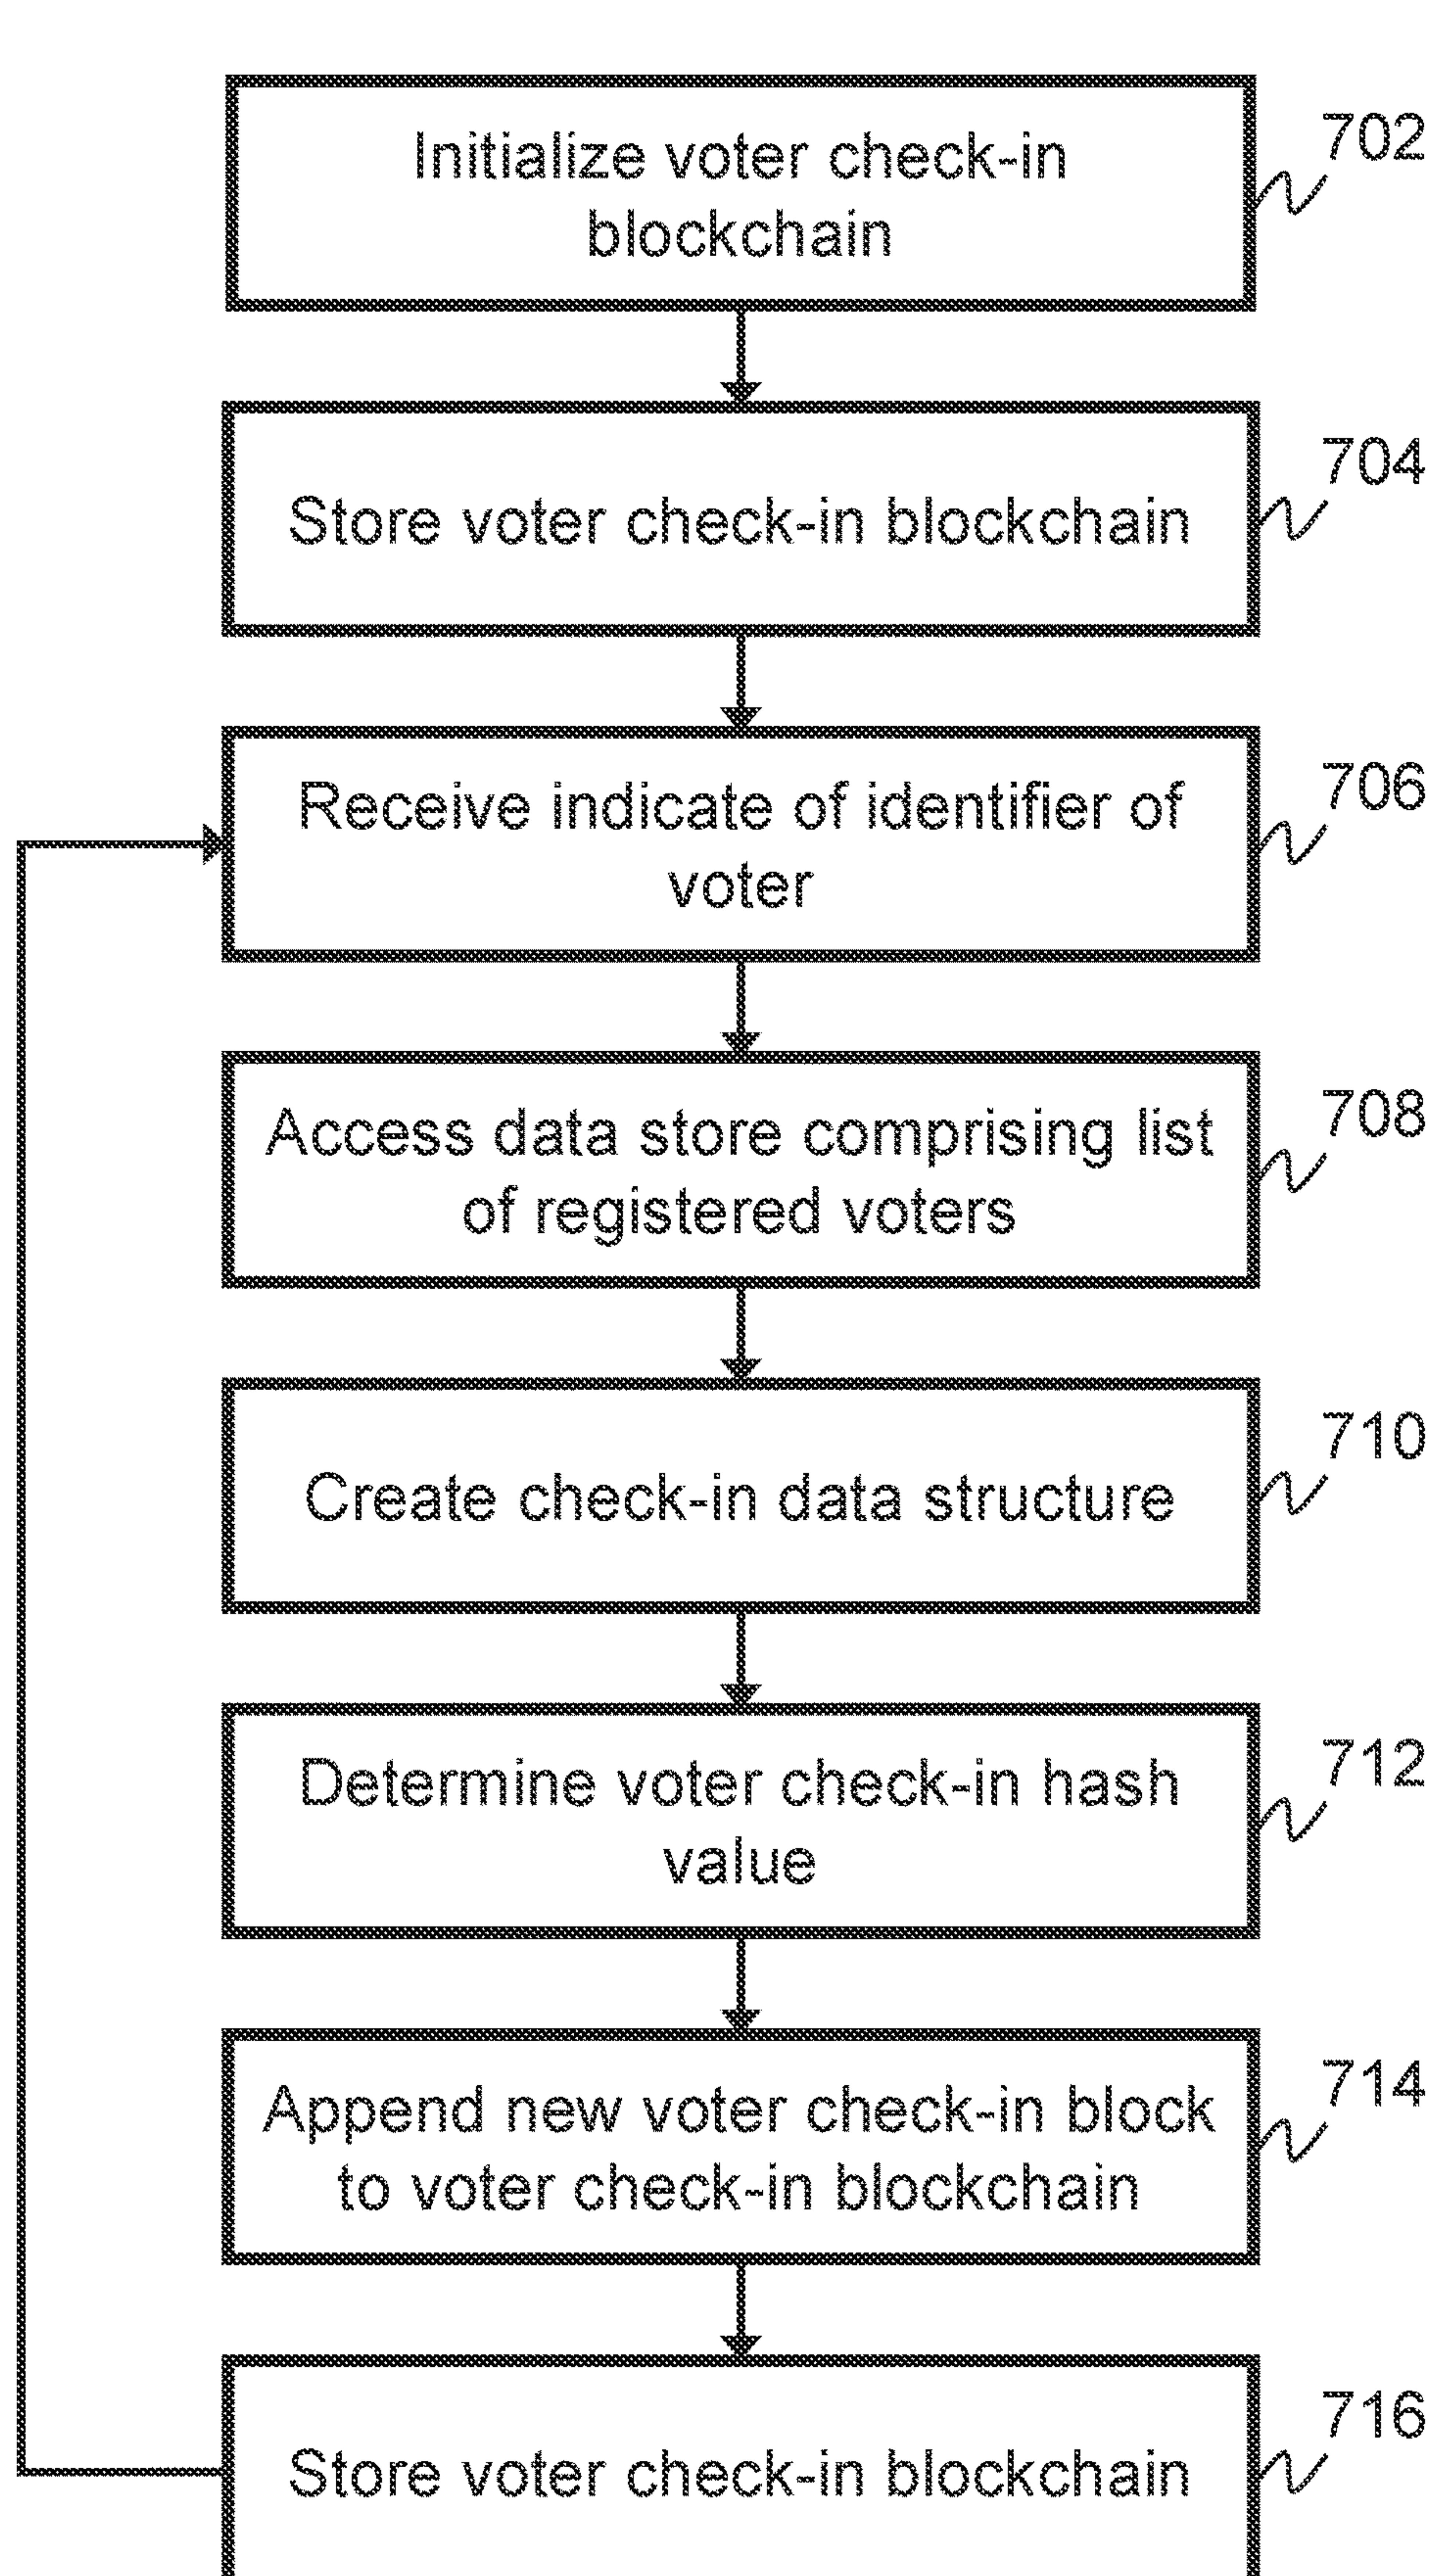 Initialize voter check-in
blockchain
702
Store voter check-in blockchain
704
Receive indicate of identifier of
voter
706
Access data store comprising list
of registered voters
708
Create check-in data structure
710
Determine voter check-in hash
value
712
Append new voter check-in block
to voter check-in blockchain
714
Store voter check-in blockchain
716